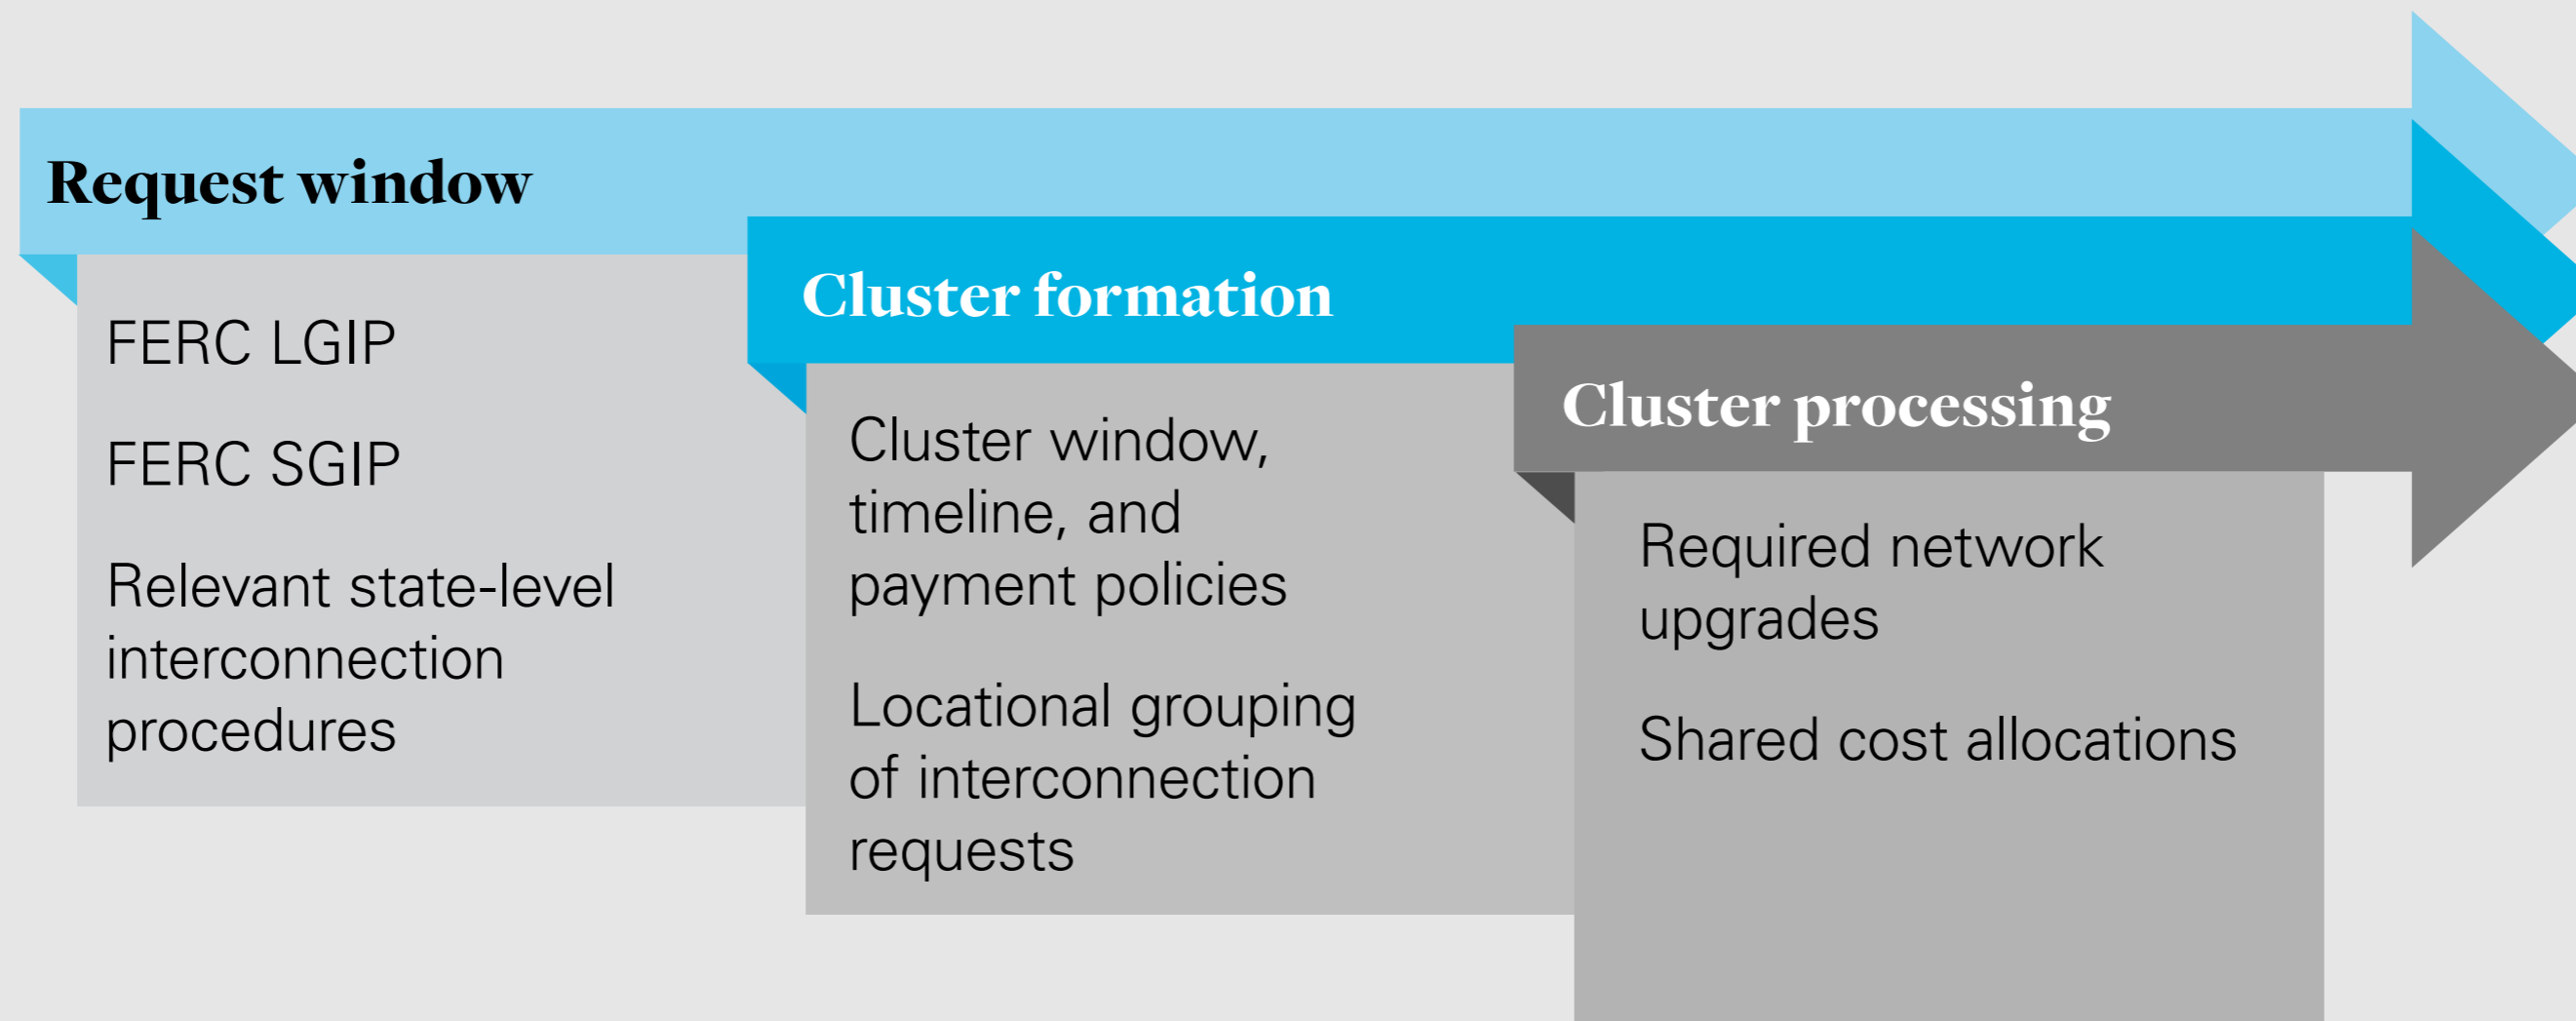 Request window
FERC LGIP
FERC SGIP
Relevant state-level
interconnection
procedures
Cluster formation
Cluster window,
timeline, and
payment policies
Locational grouping
of interconnection
requests
Cluster processing
Required network
upgrades
Shared cost allocations